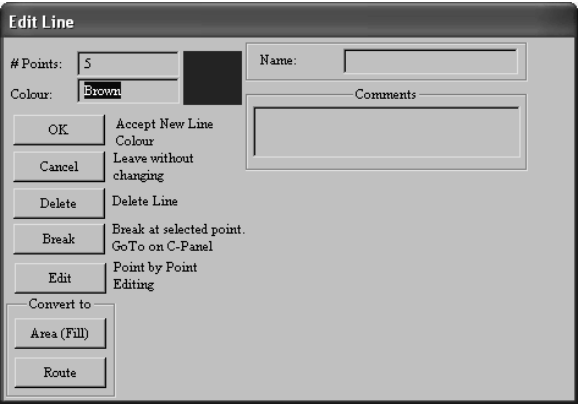 Edit Line
# Points: 5
Colour: Brown
Name:
Comments
OK
Accept New Line
Colour
Cancel
Leave without
changing
Delete
Delete Line
Break
Break at selected point.
GoTo on C-Panel
Edit
Point by Point
Editing
Convert to
Area (Fill)
Route